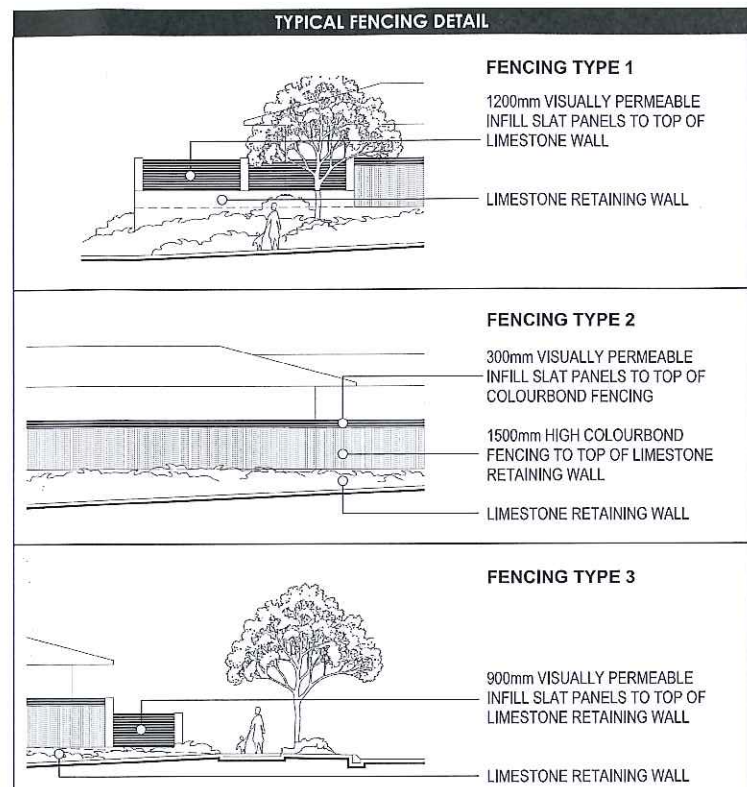 TYPICAL FENCING DETAIL
FENCING TYPE 1
1200mm VISUALLY PERMEABLE
INFILL SLAT PANELS TO TOP OF
LIMESTONE WALL
LIMESTONE RETAINING WALL
FENCING TYPE 2
300mm VISUALLY PERMEABLE
INFILL SLAT PANELS TO TOP OF
COLOURBOND FENCING
1500mm HIGH COLOURBOND
FENCING TO TOP OF LIMESTONE
RETAINING WALL
LIMESTONE RETAINING WALL
FENCING TYPE 3
900mm VISUALLY PERMEABLE
INFILL SLAT PANELS TO TOP OF
LIMESTONE RETAINING WALL
LIMESTONE RETAINING WALL